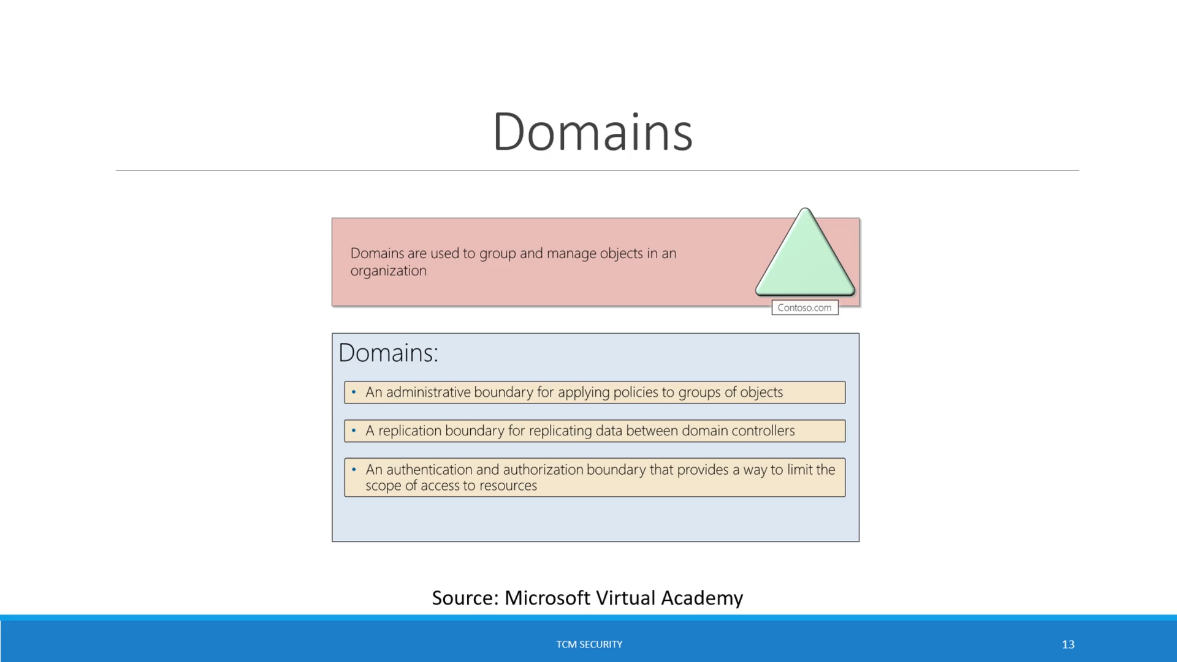 Domains
Domains are used to group and manage objects in an
organization
Contoso.com
Domains:
• An administrative boundary for applying policies to groups of objects
• A replication boundary for replicating data between domain controllers
• An authentication and authorization boundary that provides a way to limit the
scope of access to resources
Source: Microsoft Virtual Academy
TCM SECURITY
13